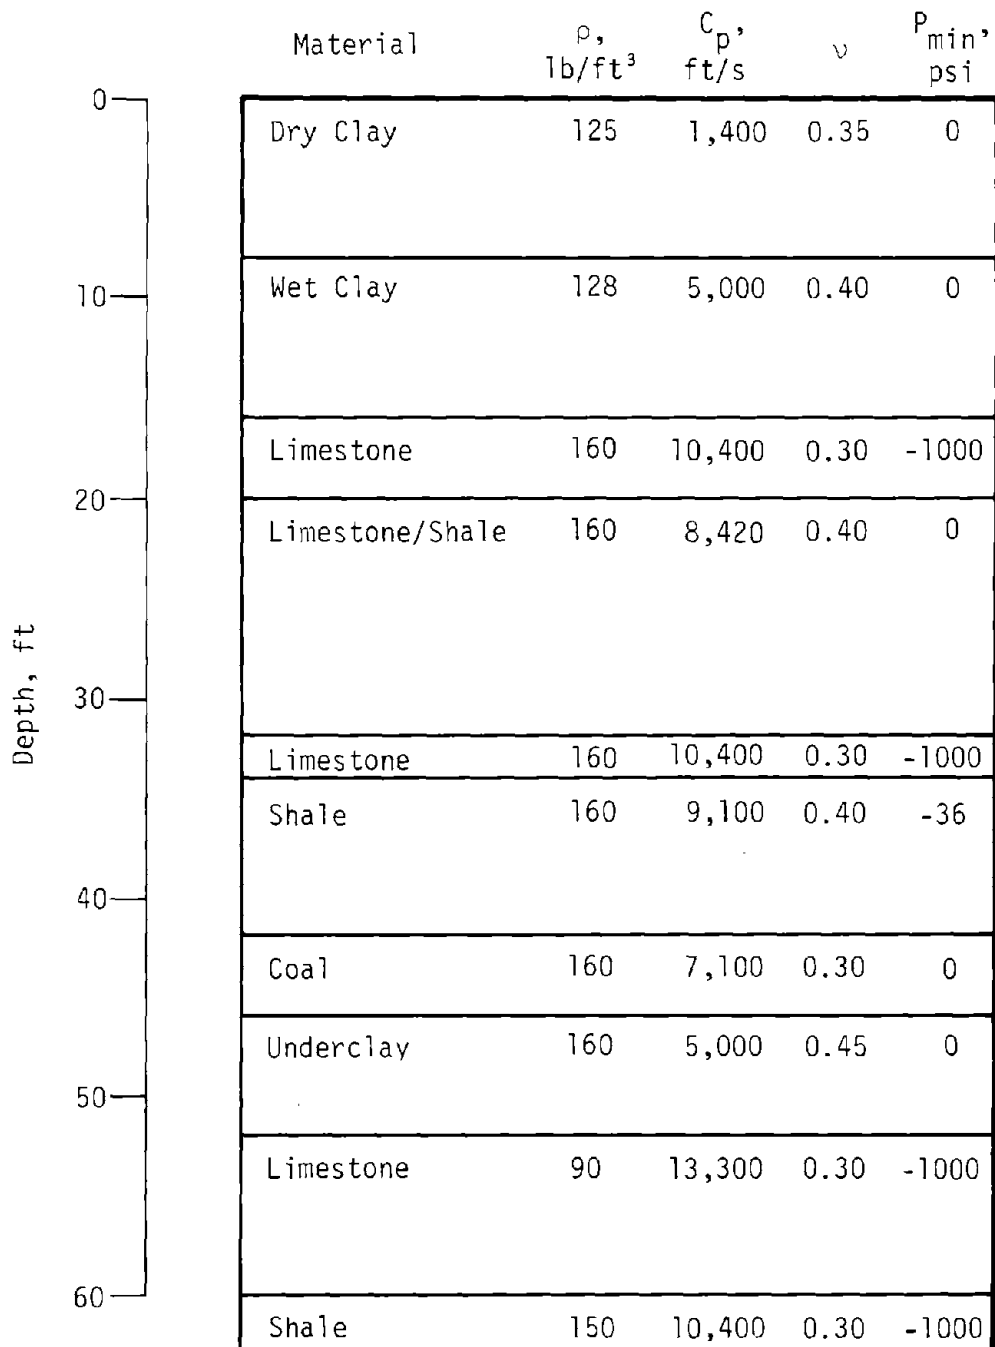 Material ρ, lb/ft³ C_p, ft/s ν P_min, psi
0
Dry Clay 125 1,400 0.35 0
10
Wet Clay 128 5,000 0.40 0
Limestone 160 10,400 0.30 -1000
20
Limestone/Shale 160 8,420 0.40 0
Depth, ft
30
Limestone 160 10,400 0.30 -1000
Shale 160 9,100 0.40 -36
40
Coal 160 7,100 0.30 0
Underclay 160 5,000 0.45 0
50
Limestone 90 13,300 0.30 -1000
60
Shale 150 10,400 0.30 -1000